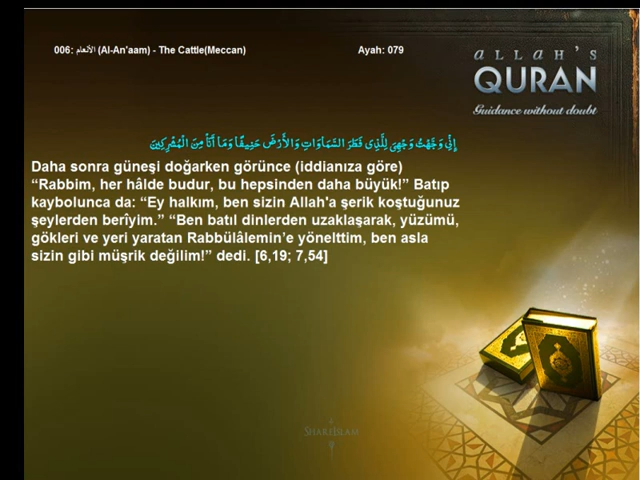 006: الأنعام (Al-An'aam) - The Cattle(Meccan) Ayah: 079
ALLAH'S
QURAN
Guidance without doubt
إِنِّي وَجَّهْتُ وَجْهِيَ لِلَّذِي فَطَرَ السَّمَاوَاتِ وَالْأَرْضَ حَنِيفًا وَمَا أَنَا مِنَ الْمُشْرِكِينَ
Daha sonra güneşi doğarken görünce (iddianıza göre)
“Rabbim, her hâlde budur, bu hepsinden daha büyük!” Batıp
kaybolunca da: “Ey halkım, ben sizin Allah'a şerik koştuğunuz
şeylerden berîyim.” “Ben batıl dinlerden uzaklaşarak, yüzümü,
gökleri ve yeri yaratan Rabbülâlemin’e yönelttim, ben asla
sizin gibi müşrik değilim!” dedi. [6,19; 7,54]
SHAREISLAM